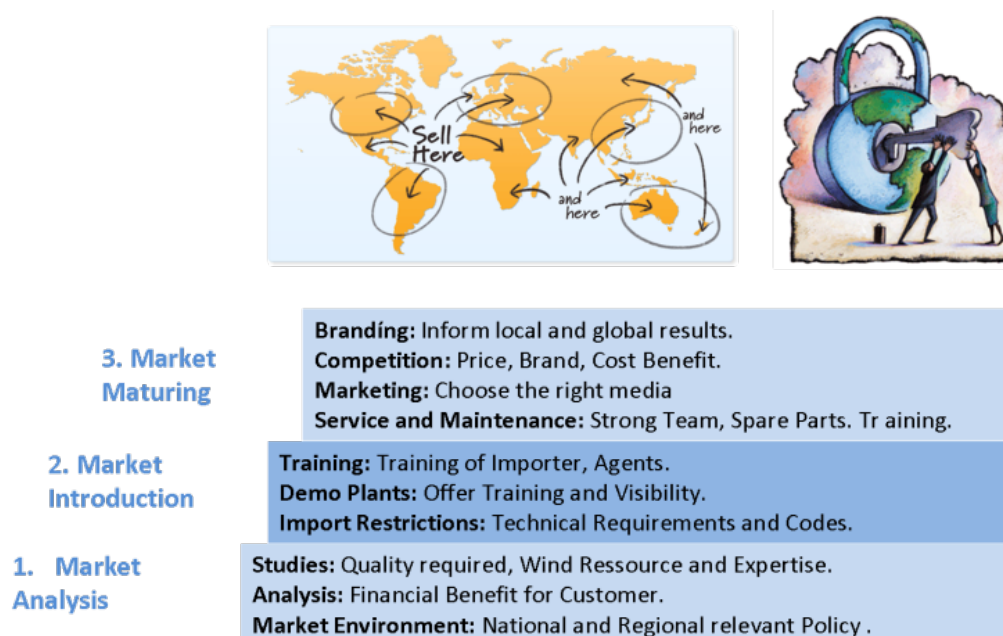 Sell
Here
and
here
and
here
3. Market
Maturing
Brandíng: Inform local and global results.
Competition: Price, Brand, Cost Benefit.
Marketing: Choose the right media
Service and Maintenance: Strong Team, Spare Parts. Tr aining.
2. Market
Introduction
Training: Training of Importer, Agents.
Demo Plants: Offer Training and Visibility.
Import Restrictions: Technical Requirements and Codes.
1. Market
Analysis
Studies: Quality required, Wind Ressource and Expertise.
Analysis: Financial Benefit for Customer.
Market Environment: National and Regional relevant Policy .